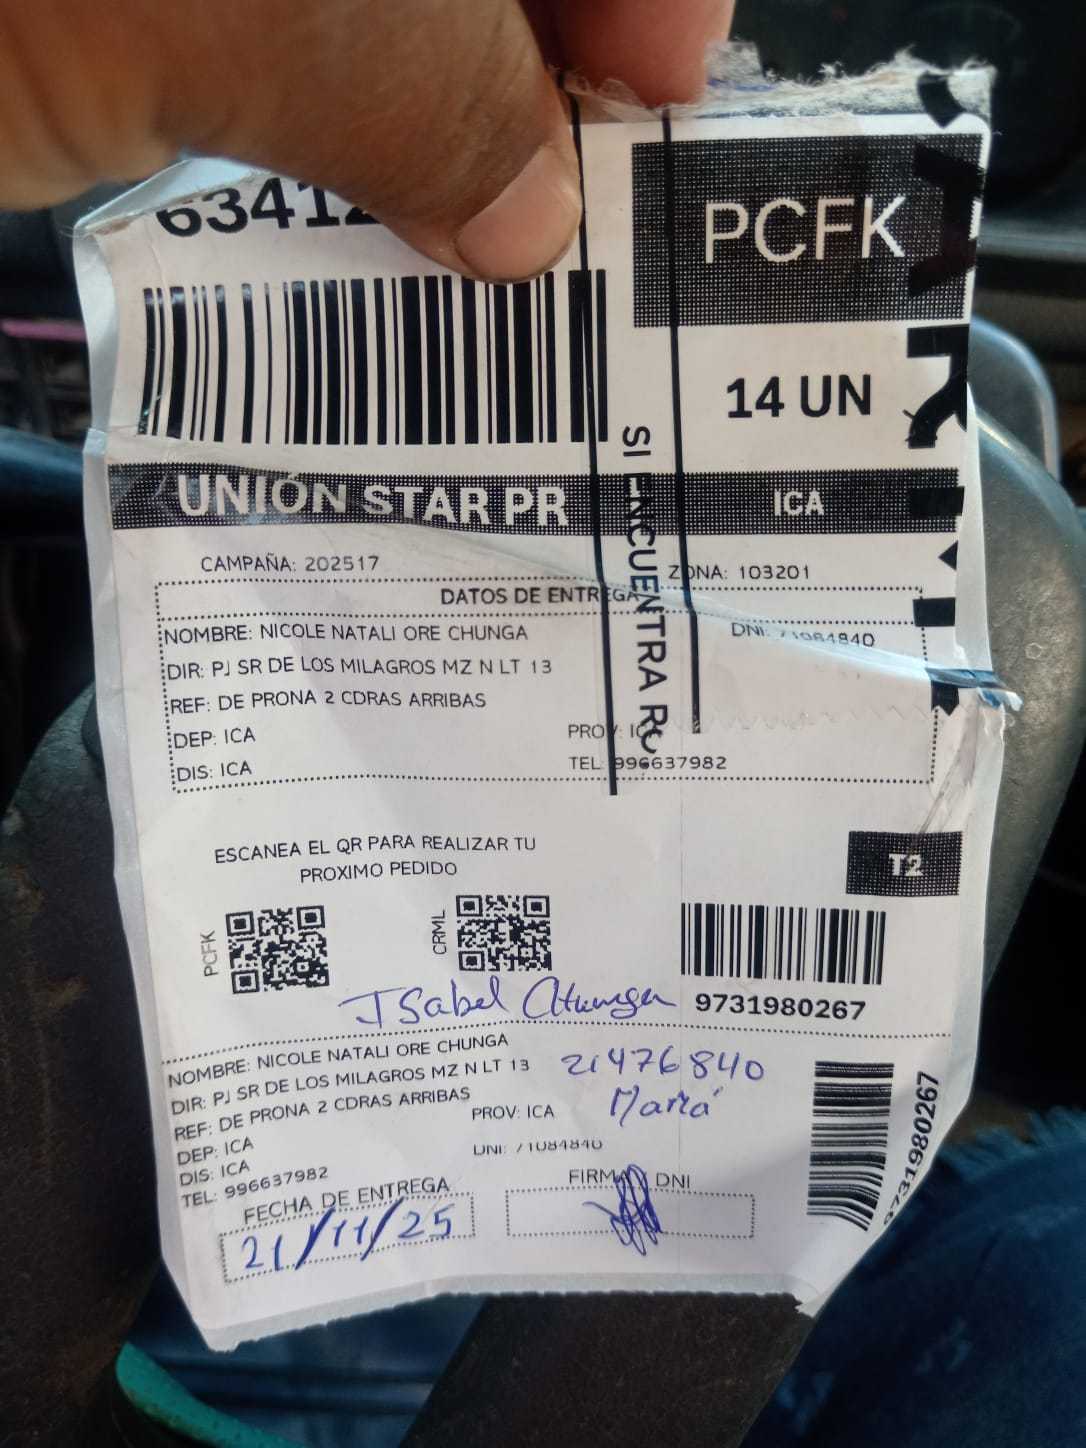 63412
PCFK
14 UN
UNIÓN STAR PR
ICA
SI ENCUENTRA RO
CAMPAÑA: 202517
ZONA: 103201
DATOS DE ENTREGA
NOMBRE: NICOLE NATALI ORE CHUNGA
DNI: 71084840
DIR: PJ SR DE LOS MILAGROS MZ N LT 13
REF: DE PRONA 2 CDRAS ARRIBAS
DEP: ICA
PROV: IC
DIS: ICA
TEL: 996637982
ESCANEA EL QR PARA REALIZAR TU
PROXIMO PEDIDO
T2
PCFK
CRML
Isabel Chunga
9731980267
NOMBRE: NICOLE NATALI ORE CHUNGA
21476840
DIR: PJ SR DE LOS MILAGROS MZ N LT 13
REF: DE PRONA 2 CDRAS ARRIBAS
PROV: ICA
Mamá
DEP: ICA
DIS: ICA
DNI: 71084840
TEL: 996637982
9731980267
FECHA DE ENTREGA
FIRMA Y DNI
21/11/25